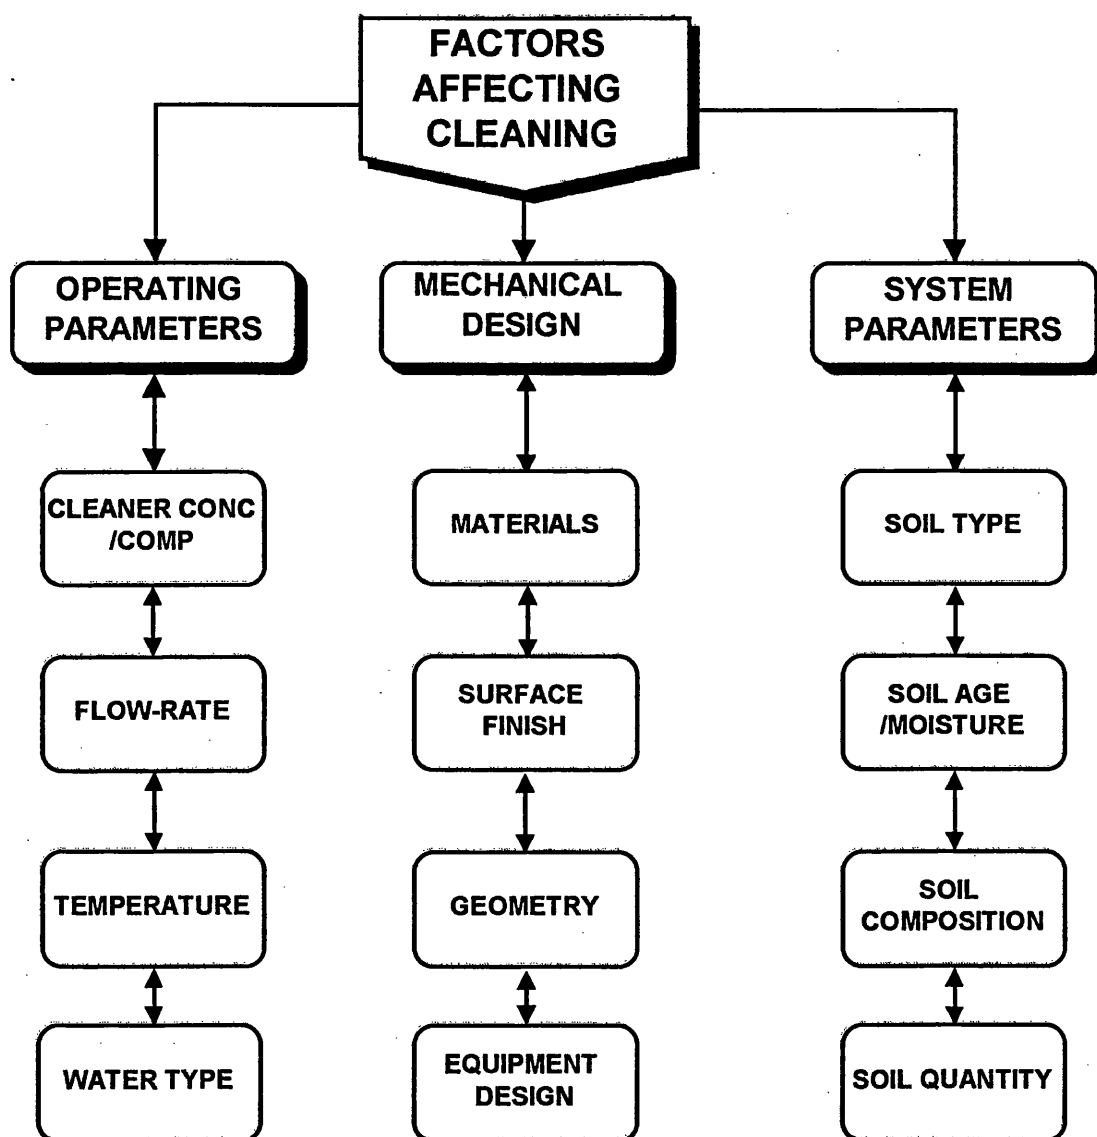 FACTORS
AFFECTING
CLEANING
OPERATING
PARAMETERS
MECHANICAL
DESIGN
SYSTEM
PARAMETERS
CLEANER CONC
/COMP
MATERIALS
SOIL TYPE
FLOW-RATE
SURFACE
FINISH
SOIL AGE
/MOISTURE
TEMPERATURE
GEOMETRY
SOIL
COMPOSITION
WATER TYPE
EQUIPMENT
DESIGN
SOIL QUANTITY